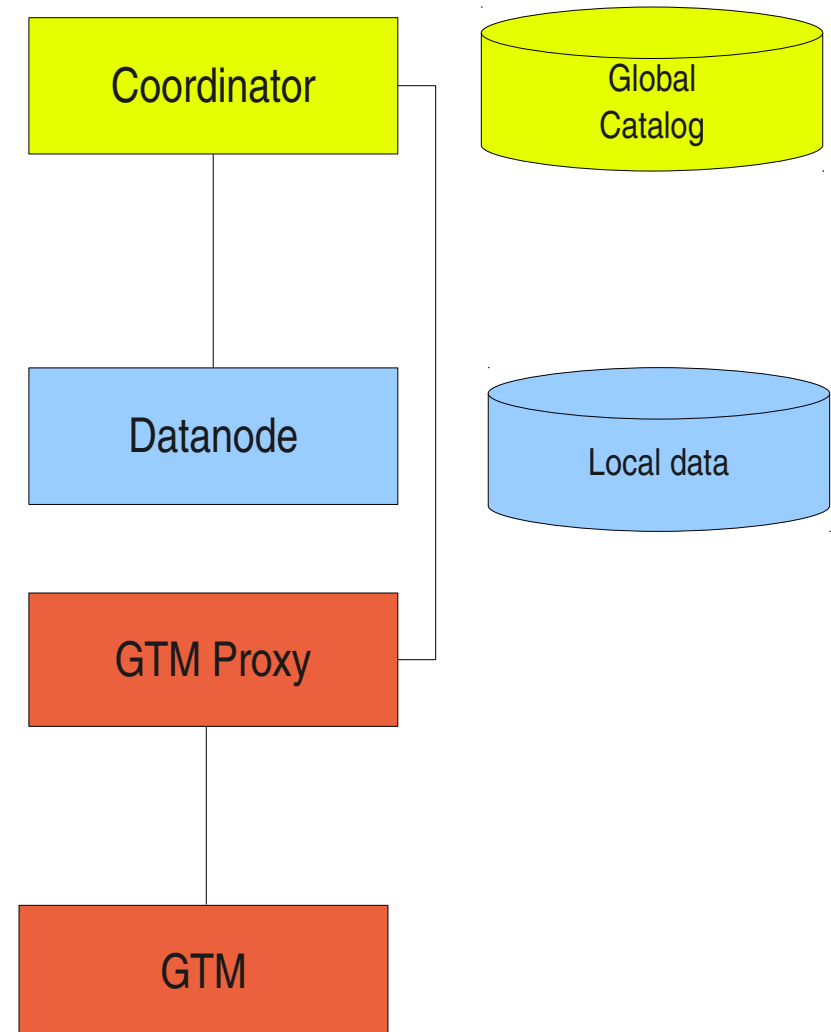 Coordinator
Global
Catalog
Datanode
Local data
GTM Proxy
GTM